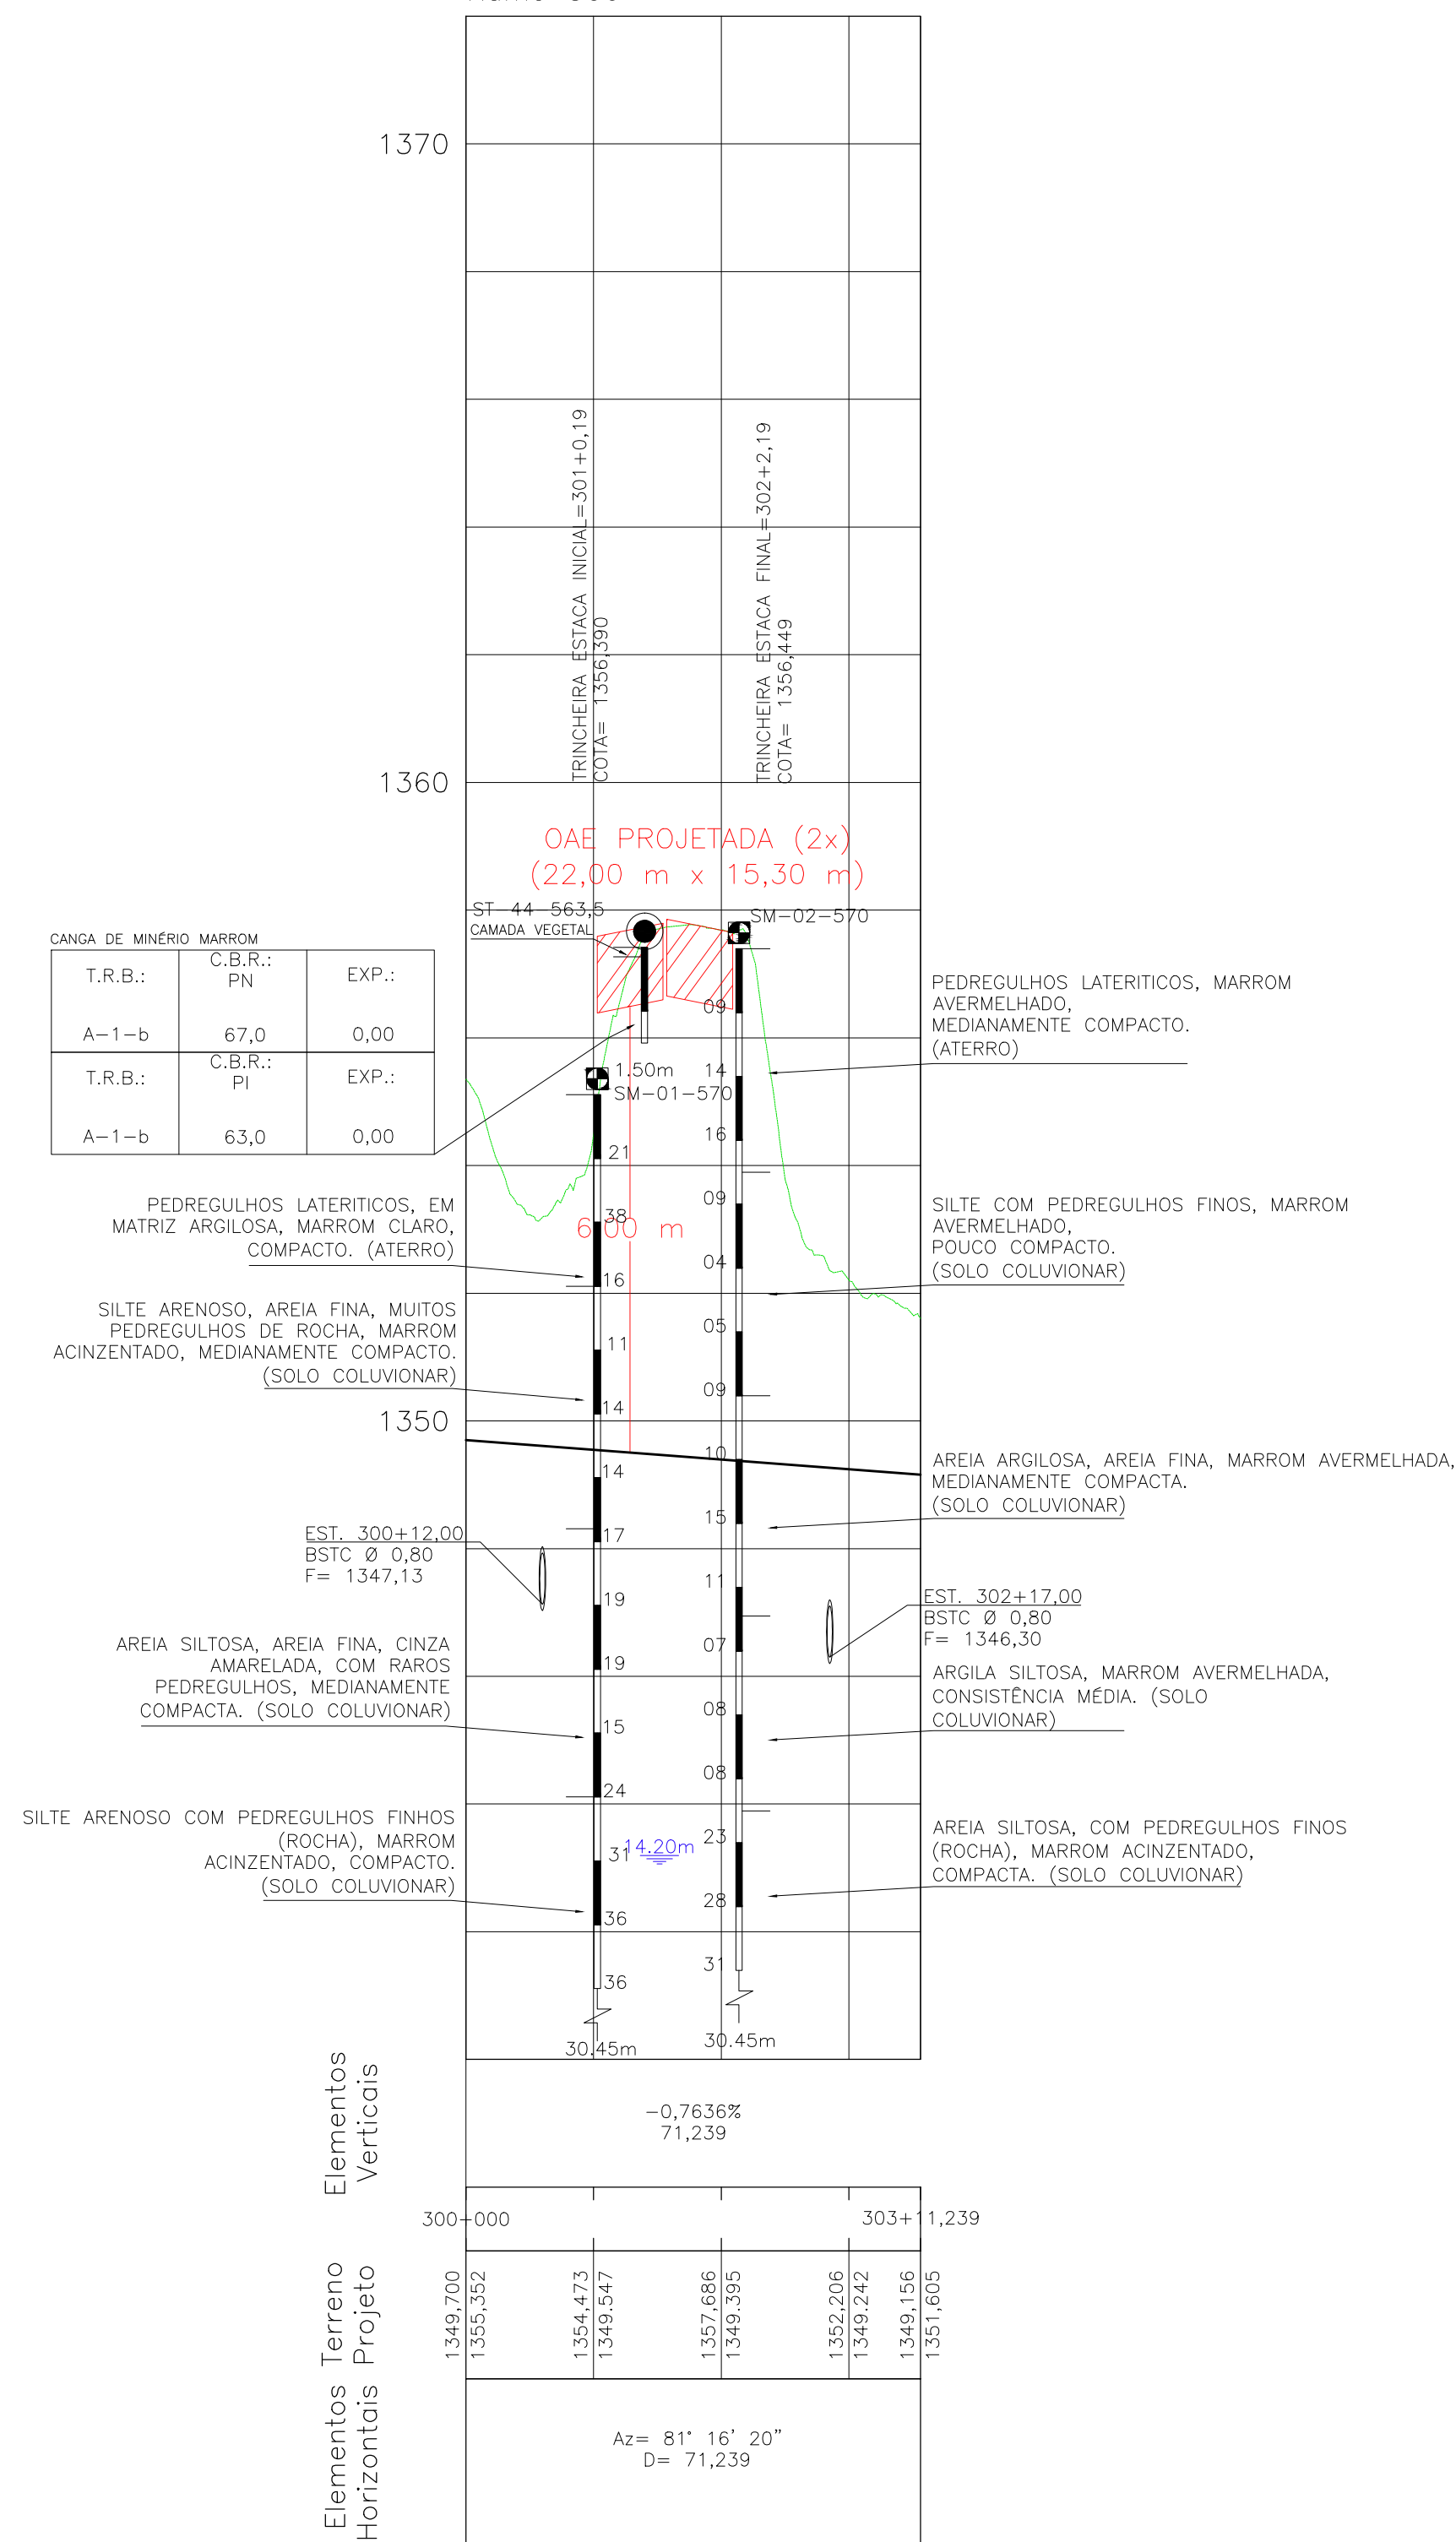 1370
TRINCHEIRA ESTACA INICIAL=301+0,19
COTA= 1356,390
TRINCHEIRA ESTACA FINAL=302+2,19
COTA= 1356,449
1360
OAE PROJETADA (2x)
(22,00 m x 15,30 m)
ST-44-563,5
CAMADA VEGETAL
SM-02-570
CANGA DE MINÉRIO MARROM
T.R.B.: C.B.R.: PN EXP.:
A-1-b 67,0 0,00
T.R.B.: C.B.R.: PI EXP.:
A-1-b 63,0 0,00
1.50m
SM-01-570
PEDREGULHOS LATERITICOS, MARROM
AVERMELHADO,
MEDIANAMENTE COMPACTO.
(ATERRO)
PEDREGULHOS LATERITICOS, EM
MATRIZ ARGILOSA, MARROM CLARO,
COMPACTO. (ATERRO)
SILTE ARENOSO, AREIA FINA, MUITOS
PEDREGULHOS DE ROCHA, MARROM
ACINZENTADO, MEDIANAMENTE COMPACTO.
(SOLO COLUVIONAR)
6,00 m
SILTE COM PEDREGULHOS FINOS, MARROM
AVERMELHADO,
POUCO COMPACTO.
(SOLO COLUVIONAR)
1350
21
38
16
11
14
14
17
19
19
15
24
31
36
36
30.45m
09
14
16
09
04
05
09
10
15
11
07
08
08
23
28
31
30.45m
14.20m
EST. 300+12,00
BSTC Ø 0,80
F= 1347,13
AREIA ARGILOSA, AREIA FINA, MARROM AVERMELHADA,
MEDIANAMENTE COMPACTA.
(SOLO COLUVIONAR)
EST. 302+17,00
BSTC Ø 0,80
F= 1346,30
AREIA SILTOSA, AREIA FINA, CINZA
AMARELADA, COM RAROS
PEDREGULHOS, MEDIANAMENTE
COMPACTA. (SOLO COLUVIONAR)
ARGILA SILTOSA, MARROM AVERMELHADA,
CONSISTÊNCIA MÉDIA. (SOLO
COLUVIONAR)
SILTE ARENOSO COM PEDREGULHOS FINHOS
(ROCHA), MARROM
ACINZENTADO, COMPACTO.
(SOLO COLUVIONAR)
AREIA SILTOSA, COM PEDREGULHOS FINOS
(ROCHA), MARROM ACINZENTADO,
COMPACTA. (SOLO COLUVIONAR)
Elementos
Verticais
-0,7636%
71,239
300+000
303+11,239
Terreno
Projeto
1349,700
1355,352
1354,473
1349.547
1357,686
1349.395
1352,206
1349.242
1349,156
1351,605
Elementos
Horizontais
Az= 81° 16' 20"
D= 71,239